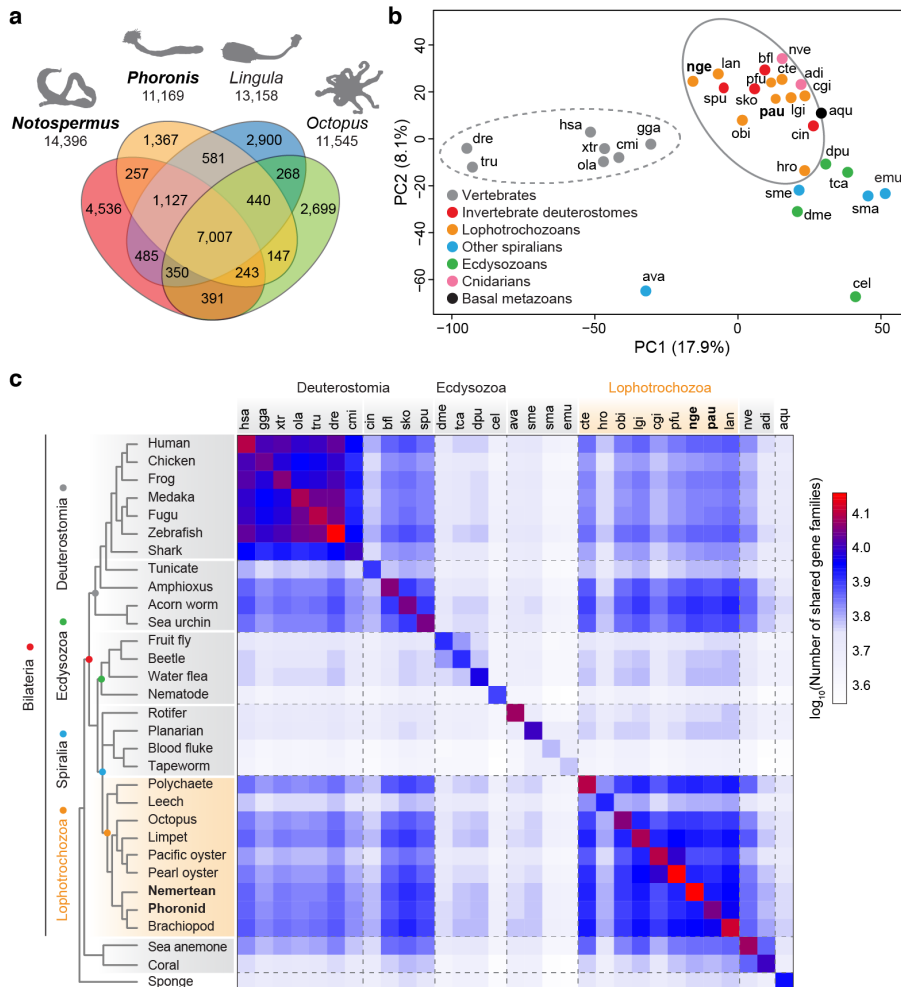 a
Phoronis
11,169
Lingula
13,158
Notospermus
14,396
Octopus
11,545
1,367
2,900
581
257
268
4,536
1,127
440
2,699
7,007
485
147
350
243
391
b
PC2 (8.1%)
20
0
−20
−40
−60
−100
−50
0
50
PC1 (17.9%)
nge
lan
bfl
nve
pfu
cte
adi
spu
sko
cgi
pau
lgi
aqu
obi
cin
hro
dpu
tca
emu
sme
sma
dme
ava
cel
dre
tru
hsa
xtr
ola
cmi
gga
Vertebrates
Invertebrate deuterostomes
Lophotrochozoans
Other spiralians
Ecdysozoans
Cnidarians
Basal metazoans
c
Deuterostomia
Ecdysozoa
Lophotrochozoa
hsa gga xtr ola tru dre cmi cin bfl sko spu dme tca dpu cel ava sme sma emu cte hro obi lgi cgi pfu nge pau lan nve adi aqu
Bilateria
Deuterostomia
Ecdysozoa
Spiralia
Lophotrochozoa
Human
Chicken
Frog
Medaka
Fugu
Zebrafish
Shark
Tunicate
Amphioxus
Acorn worm
Sea urchin
Fruit fly
Beetle
Water flea
Nematode
Rotifer
Planarian
Blood fluke
Tapeworm
Polychaete
Leech
Octopus
Limpet
Pacific oyster
Pearl oyster
Nemertean
Phoronid
Brachiopod
Sea anemone
Coral
Sponge
4.1
4.0
3.9
3.8
3.7
3.6
log10(Number of shared gene families)